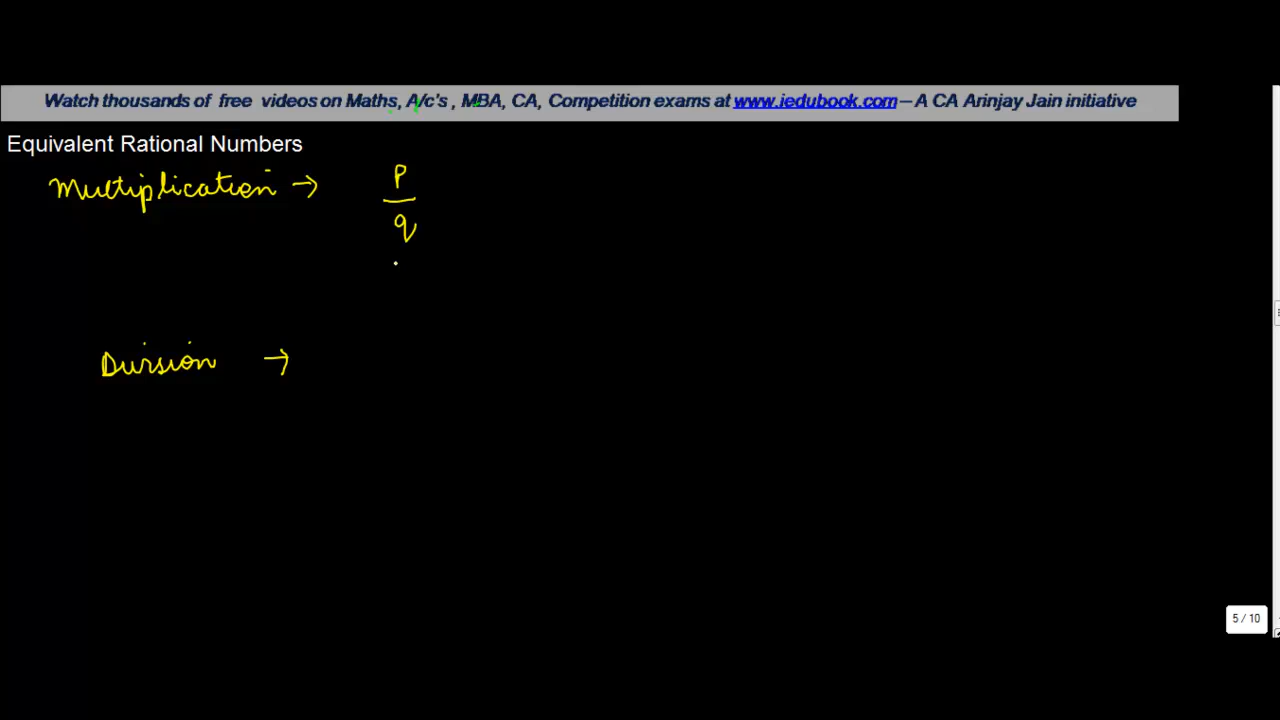 Watch thousands of free videos on Maths, A/c's , MBA, CA, Competition exams at www.iedubook.com – A CA Arinjay Jain initiative
Equivalent Rational Numbers
Multiplication →
P
q
Division →
5 / 10